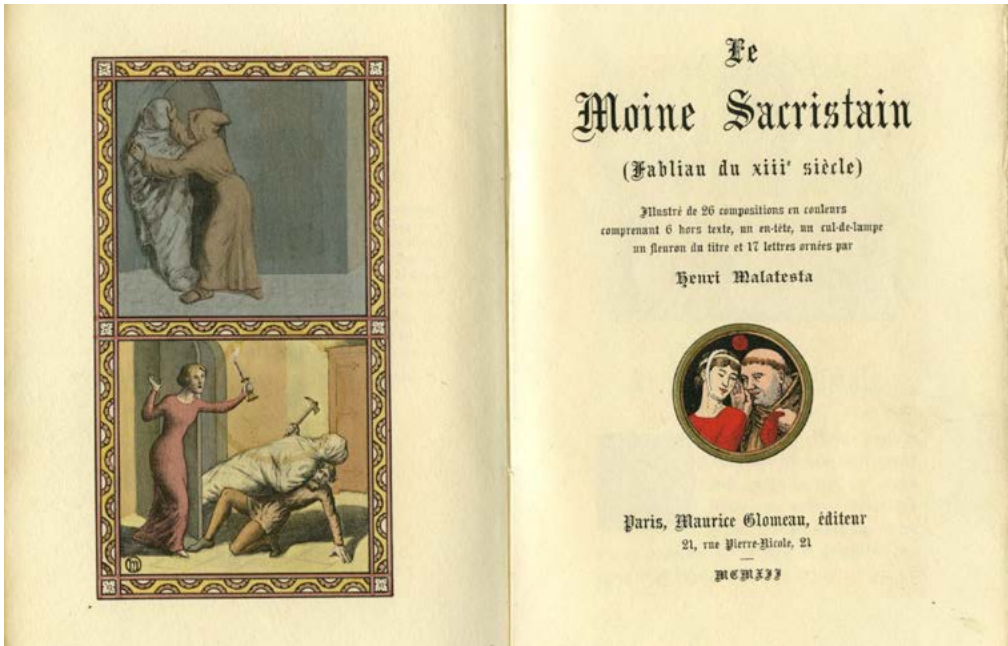 Le
Moine Sacristain
(Fabliau du xiiie siècle)
Illustré de 26 compositions en couleurs
comprenant 6 hors texte, un en-tête, un cul-de-lampe
un fleuron du titre et 17 lettres ornées par
Henri Malatesta
Paris, Maurice Glomeau, éditeur
21, rue Pierre-Nicole, 21
MCMXII